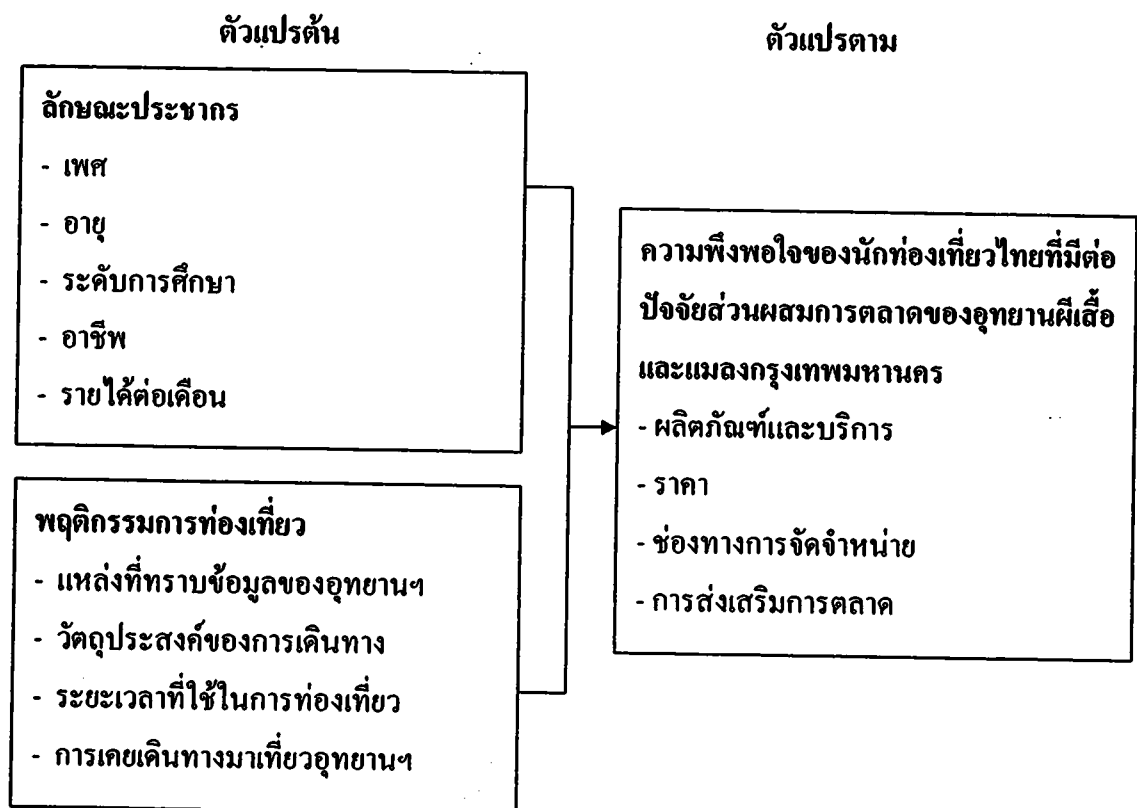 ตัวแปรต้น
ตัวแปรตาม
ลักษณะประชากร
- เพศ
- อายุ
- ระดับการศึกษา
- อาชีพ
- รายได้ต่อเดือน
พฤติกรรมการท่องเที่ยว
- แหล่งที่ทราบข้อมูลของอุทยานฯ
- วัตถุประสงค์ของการเดินทาง
- ระยะเวลาที่ใช้ในการท่องเที่ยว
- การเคยเดินทางมาเที่ยวอุทยานฯ
ความพึงพอใจของนักท่องเที่ยวไทยที่มีต่อ
ปัจจัยส่วนผสมการตลาดของอุทยานผีเสื้อ
และแมลงกรุงเทพมหานคร
- ผลิตภัณฑ์และบริการ
- ราคา
- ช่องทางการจัดจำหน่าย
- การส่งเสริมการตลาด